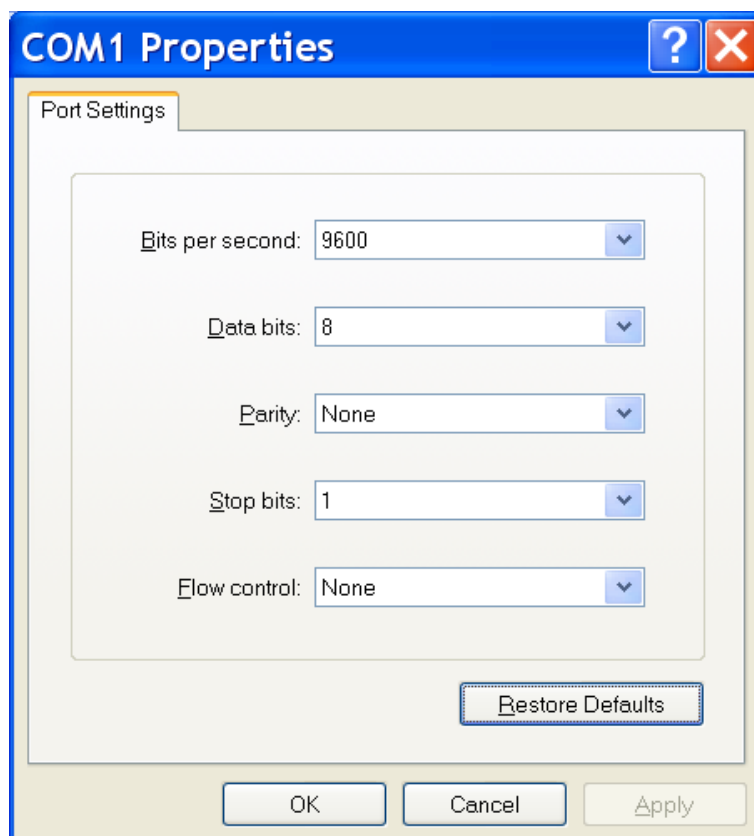 COM1 Properties
Port Settings
Bits per second: 9600
Data bits: 8
Parity: None
Stop bits: 1
Flow control: None
Restore Defaults
OK Cancel Apply